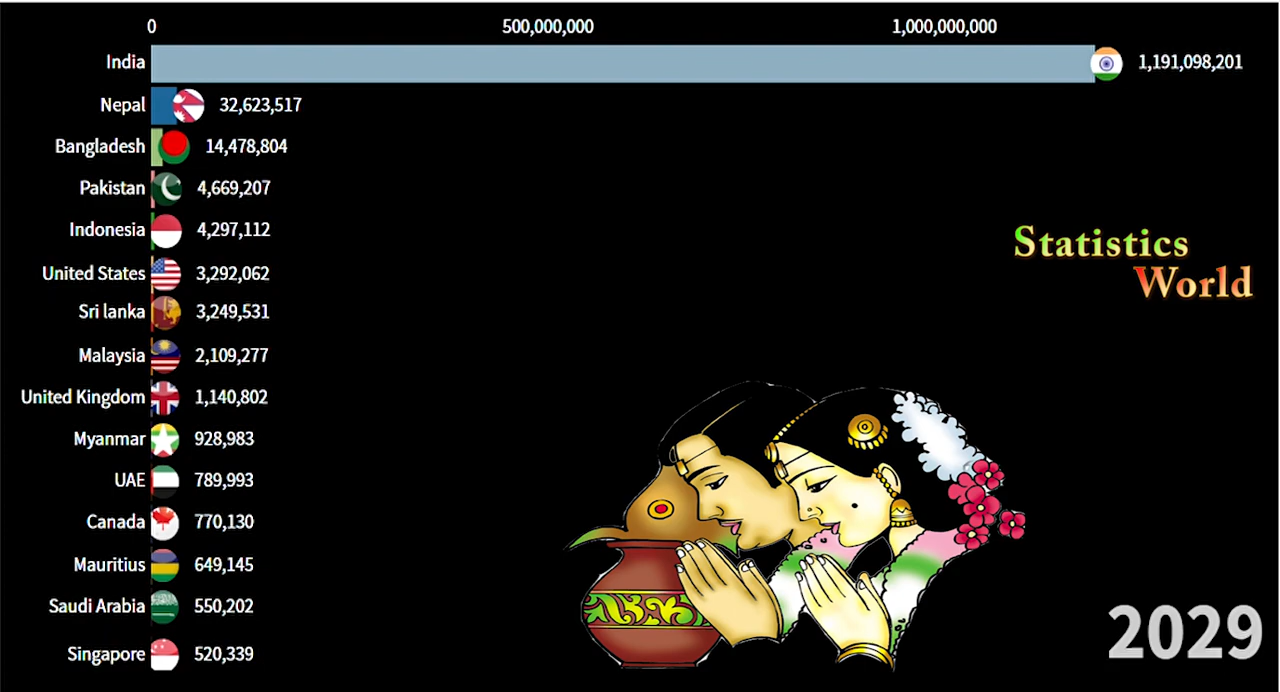 0 500,000,000 1,000,000,000
India 1,191,098,201
Nepal 32,623,517
Bangladesh 14,478,804
Pakistan 4,669,207
Indonesia 4,297,112
United States 3,292,062
Sri lanka 3,249,531
Malaysia 2,109,277
United Kingdom 1,140,802
Myanmar 928,983
UAE 789,993
Canada 770,130
Mauritius 649,145
Saudi Arabia 550,202
Singapore 520,339
Statistics
World
2029